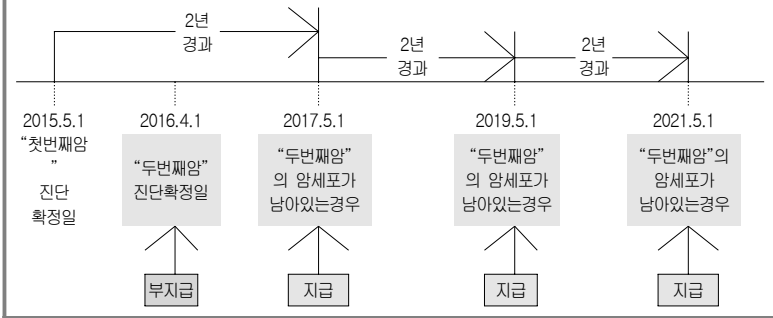 2년
경과
2년
경과
2년
경과
2015.5.1
“첫번째암
”
진단
확정일
2016.4.1
“두번째암”
진단확정일
2017.5.1
“두번째암”
의 암세포가
남아있는경우
2019.5.1
“두번째암”
의 암세포가
남아있는경우
2021.5.1
“두번째암”의
암세포가
남아있는경우
부지급
지급
지급
지급